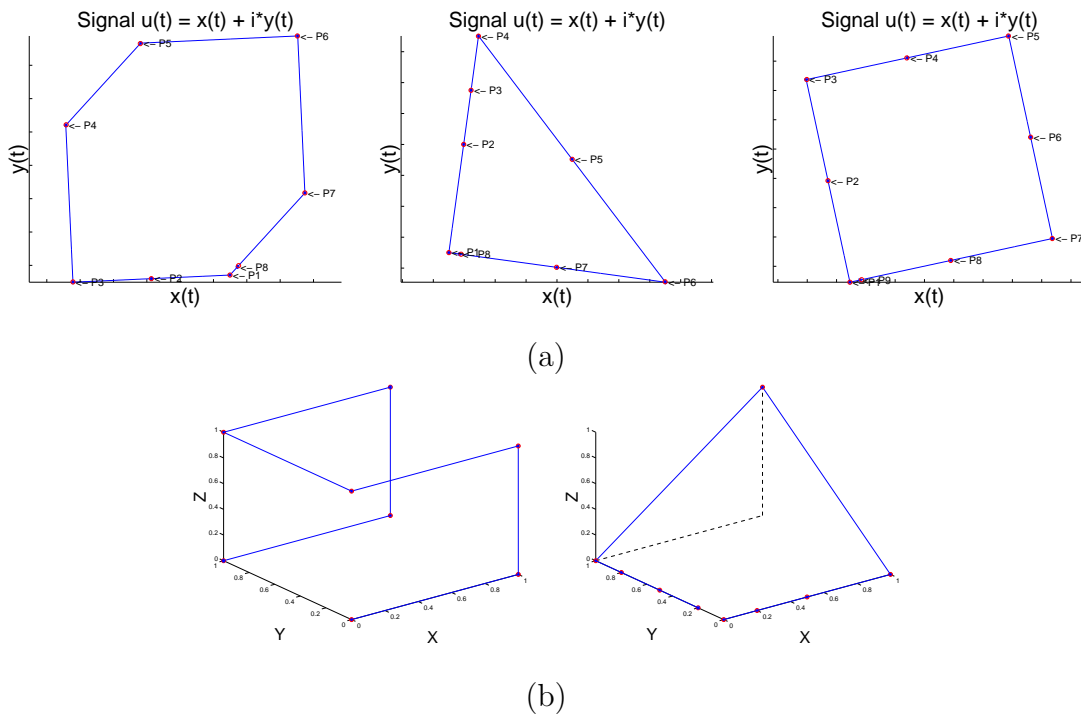 Signal u(t) = x(t) + i*y(t)
y(t)
<– P6
<– P5
<– P4
<– P7
<– P8
<– P1
<– P2
<– P3
x(t)
Signal u(t) = x(t) + i*y(t)
y(t)
<– P4
<– P3
<– P2
<– P5
<– P1
<– P8
<– P7
<– P6
x(t)
Signal u(t) = x(t) + i*y(t)
y(t)
<– P5
<– P4
<– P3
<– P6
<– P2
<– P7
<– P8
<– P9
<– P1
x(t)
(a)
Z
1
0.8
0.6
0.4
0.2
0
1
0.8
0.6
0.4
0.2
0
Y
0
0.2
0.4
0.6
0.8
1
X
Z
1
0.8
0.6
0.4
0.2
0
1
0.8
0.6
0.4
0.2
0
Y
0
0.2
0.4
0.6
0.8
1
X
(b)